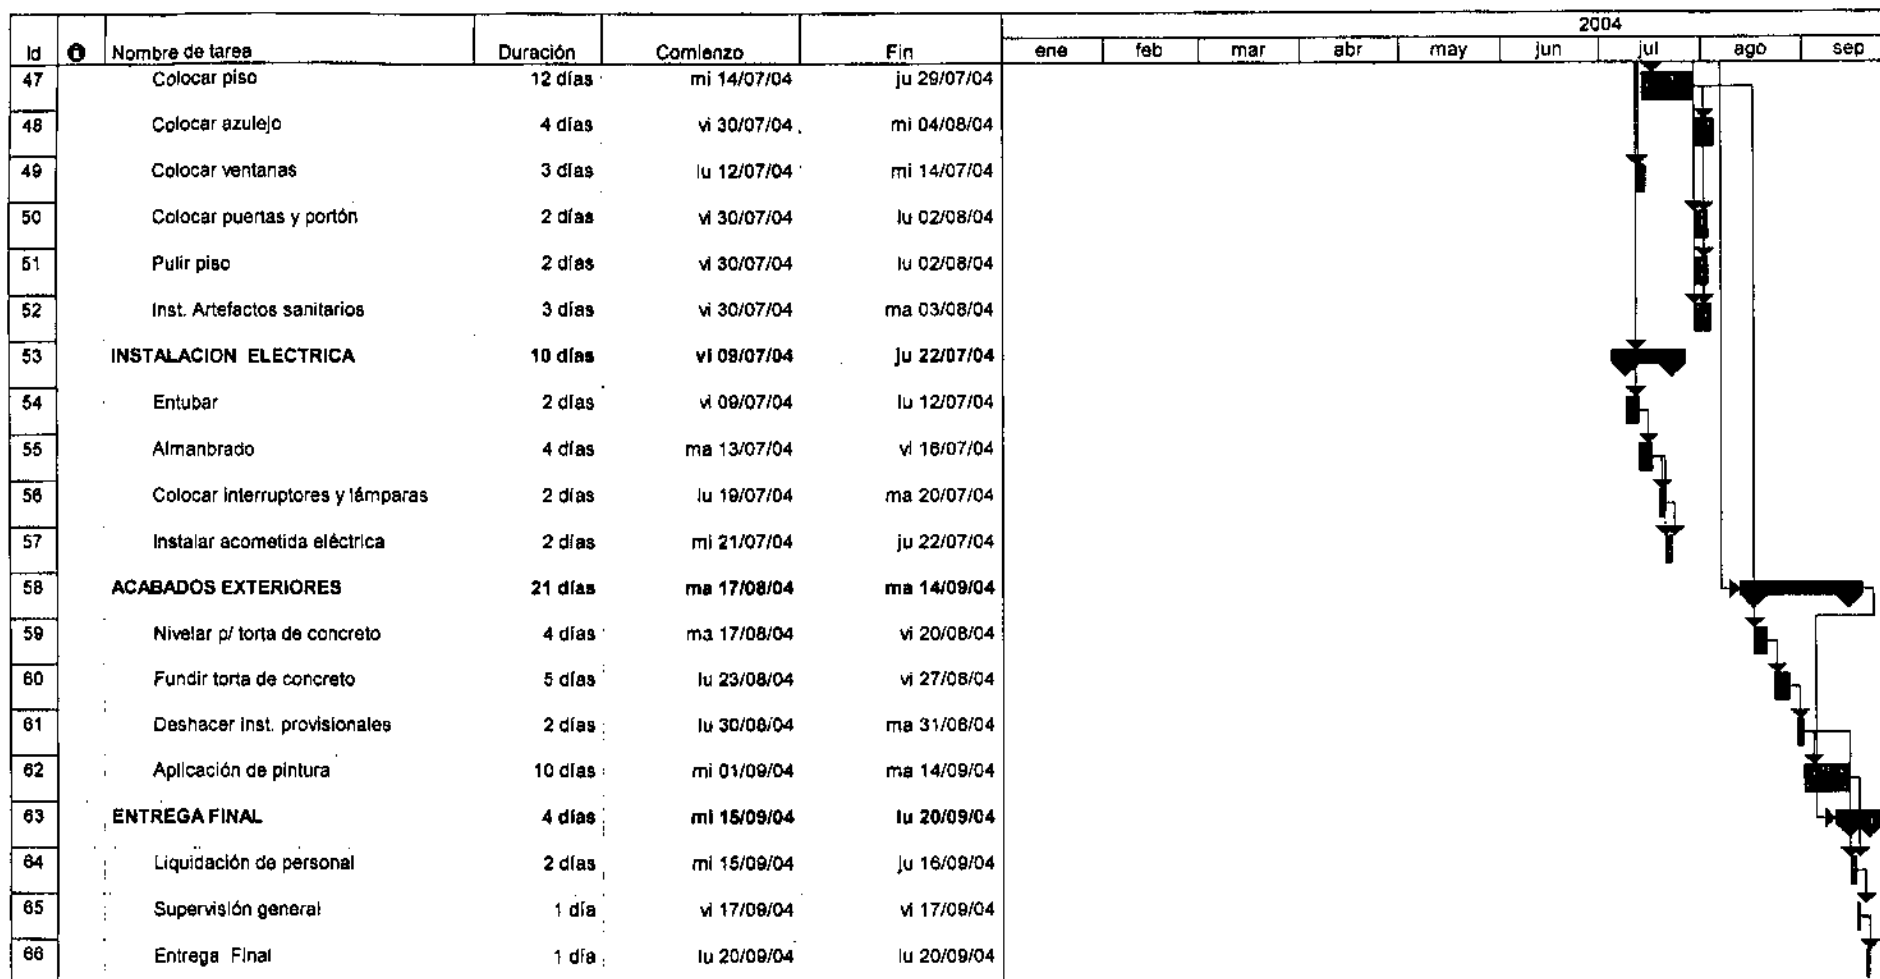 2004
Id Nombre de tarea Duración Comienzo Fin ene feb mar abr may jun jul ago sep
47 Colocar piso 12 días mi 14/07/04 ju 29/07/04
48 Colocar azulejo 4 días vi 30/07/04 mi 04/08/04
49 Colocar ventanas 3 días lu 12/07/04 mi 14/07/04
50 Colocar puertas y portón 2 días vi 30/07/04 lu 02/08/04
51 Pulir piso 2 días vi 30/07/04 lu 02/08/04
52 Inst. Artefactos sanitarios 3 días vi 30/07/04 ma 03/08/04
53 INSTALACION ELECTRICA 10 días vi 09/07/04 ju 22/07/04
54 Entubar 2 días vi 09/07/04 lu 12/07/04
55 Almanbrado 4 días ma 13/07/04 vi 16/07/04
56 Colocar interruptores y lámparas 2 días lu 19/07/04 ma 20/07/04
57 Instalar acometida eléctrica 2 días mi 21/07/04 ju 22/07/04
58 ACABADOS EXTERIORES 21 días ma 17/08/04 ma 14/09/04
59 Nivelar p/ torta de concreto 4 días ma 17/08/04 vi 20/08/04
60 Fundir torta de concreto 5 días lu 23/08/04 vi 27/08/04
61 Deshacer inst. provisionales 2 días lu 30/08/04 ma 31/08/04
62 Aplicación de pintura 10 días mi 01/09/04 ma 14/09/04
63 ENTREGA FINAL 4 días mi 15/09/04 lu 20/09/04
64 Liquidación de personal 2 días mi 15/09/04 ju 16/09/04
65 Supervisión general 1 día vi 17/09/04 vi 17/09/04
66 Entrega Final 1 día lu 20/09/04 lu 20/09/04